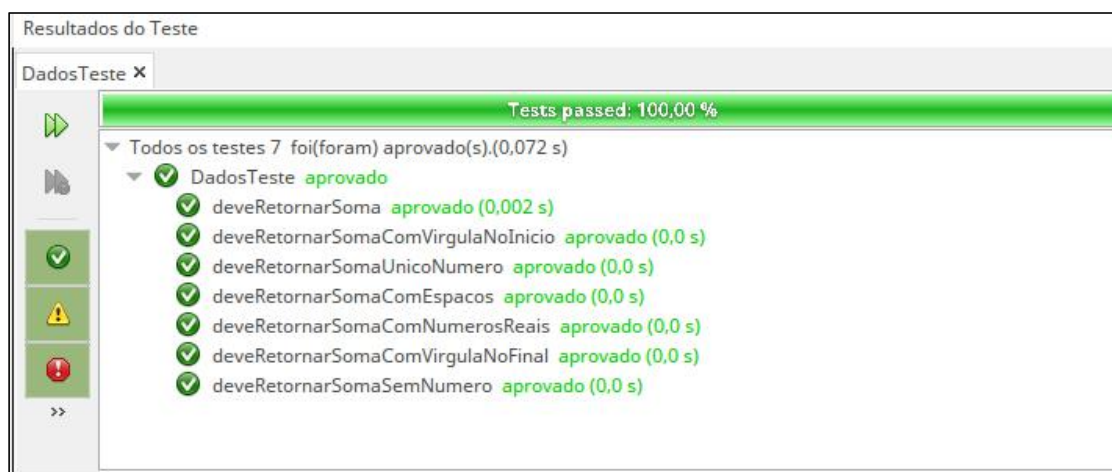 Resultados do Teste
DadosTeste ×
Tests passed: 100,00 %
Todos os testes 7 foi(foram) aprovado(s).(0,072 s)
DadosTeste aprovado
deveRetornarSoma aprovado (0,002 s)
deveRetornarSomaComVirgulaNoInicio aprovado (0,0 s)
deveRetornarSomaUnicoNumero aprovado (0,0 s)
deveRetornarSomaComEspacos aprovado (0,0 s)
deveRetornarSomaComNumerosReais aprovado (0,0 s)
deveRetornarSomaComVirgulaNoFinal aprovado (0,0 s)
deveRetornarSomaSemNumero aprovado (0,0 s)
>>